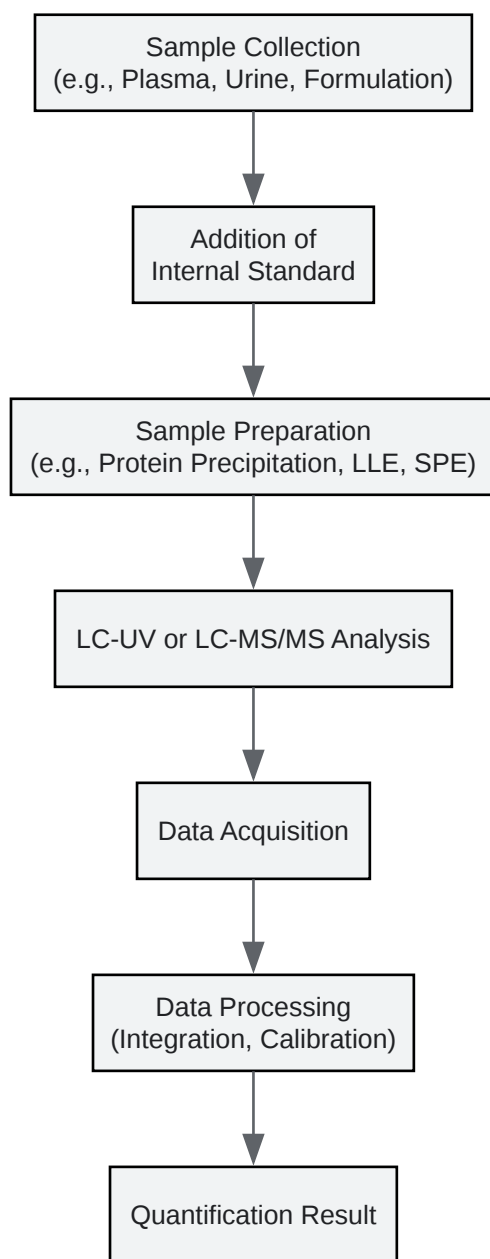 Sample Collection
(e.g., Plasma, Urine, Formulation)
Addition of
Internal Standard
Sample Preparation
(e.g., Protein Precipitation, LLE, SPE)
LC-UV or LC-MS/MS Analysis
Data Acquisition
Data Processing
(Integration, Calibration)
Quantification Result